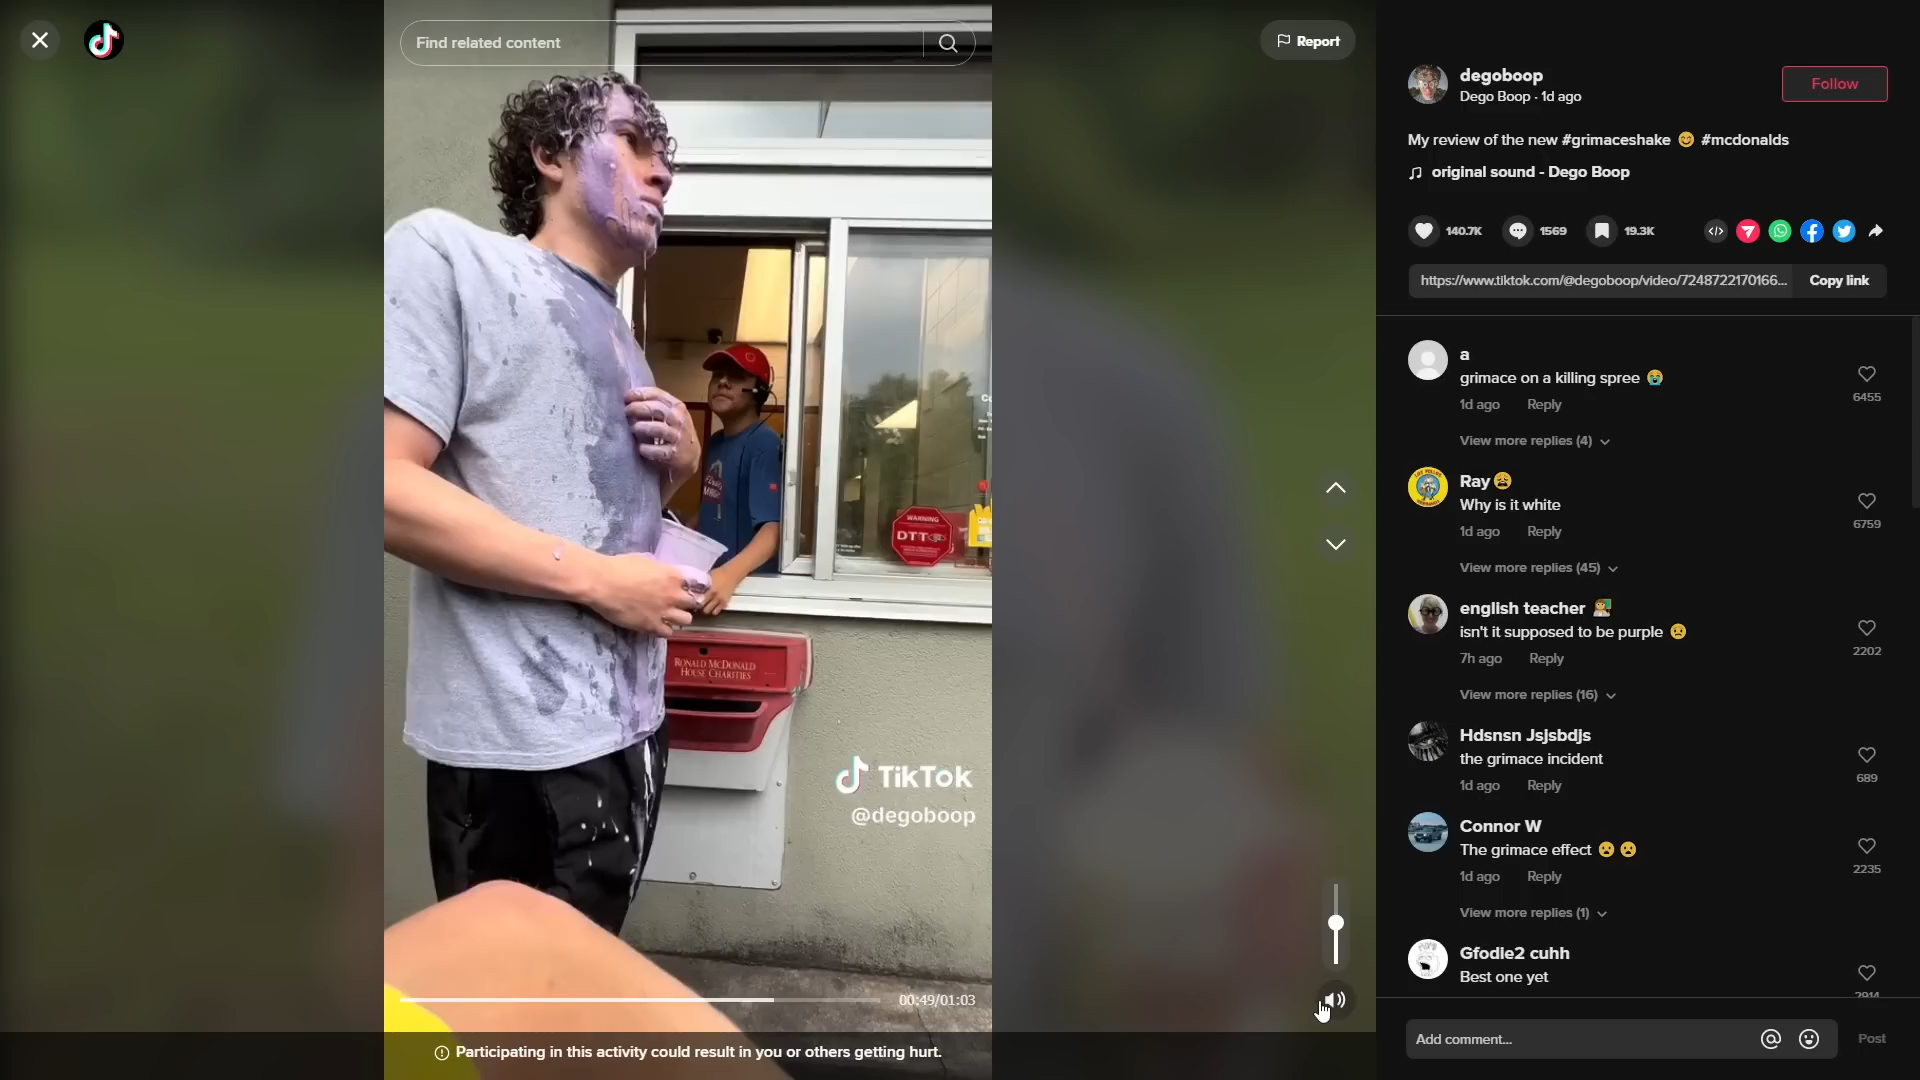 Find related content
Report
WARNING
DTT
RONALD MCDONALD
HOUSE CHARITIES
TikTok
@degoboop
00:49/01:03
Participating in this activity could result in you or others getting hurt.
degoboop
Dego Boop · 1d ago
Follow
My review of the new #grimaceshake 😊 #mcdonalds
original sound - Dego Boop
140.7K
1569
19.3K
https://www.tiktok.com/@degoboop/video/7248722170166...
Copy link
a
grimace on a killing spree 😭
6455
1d ago Reply
View more replies (4)
Ray😩
Why is it white
6759
1d ago Reply
View more replies (45)
english teacher 👩‍🏫
isn't it supposed to be purple 😟
2202
7h ago Reply
View more replies (16)
Hdsnsn Jsjsbdjs
the grimace incident
689
1d ago Reply
Connor W
The grimace effect 😦 😦
2235
1d ago Reply
View more replies (1)
Gfodle2 cuhh
Best one yet
2914
Add comment...
Post